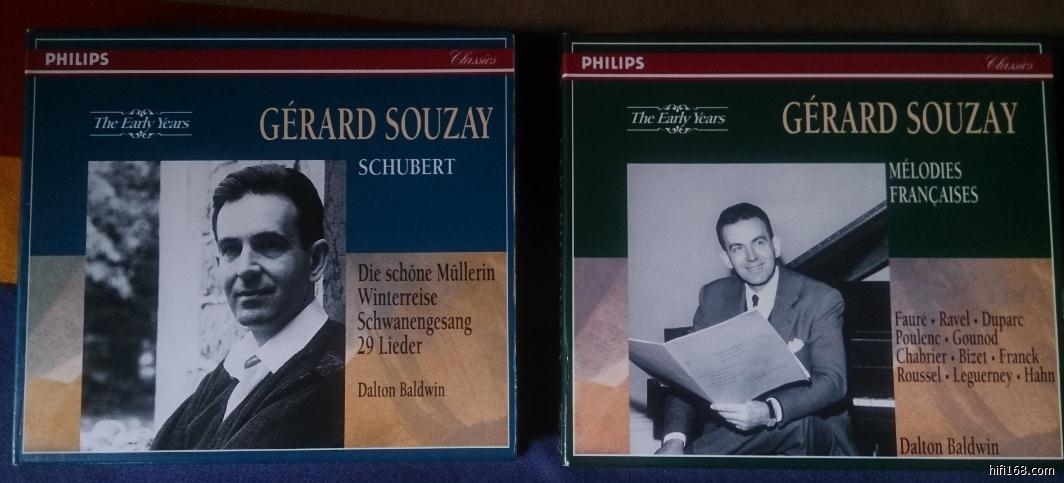 PHILIPS
Classics
The Early Years
GÉRARD SOUZAY
SCHUBERT
Die schöne Müllerin
Winterreise
Schwanengesang
29 Lieder
Dalton Baldwin
PHILIPS
Classics
The Early Years
GÉRARD SOUZAY
MÉLODIES
FRANÇAISES
Fauré • Ravel • Duparc
Poulenc • Gounod
Chabrier • Bizet • Franck
Roussel • Leguerney • Hahn
Dalton Baldwin
hifi168.com